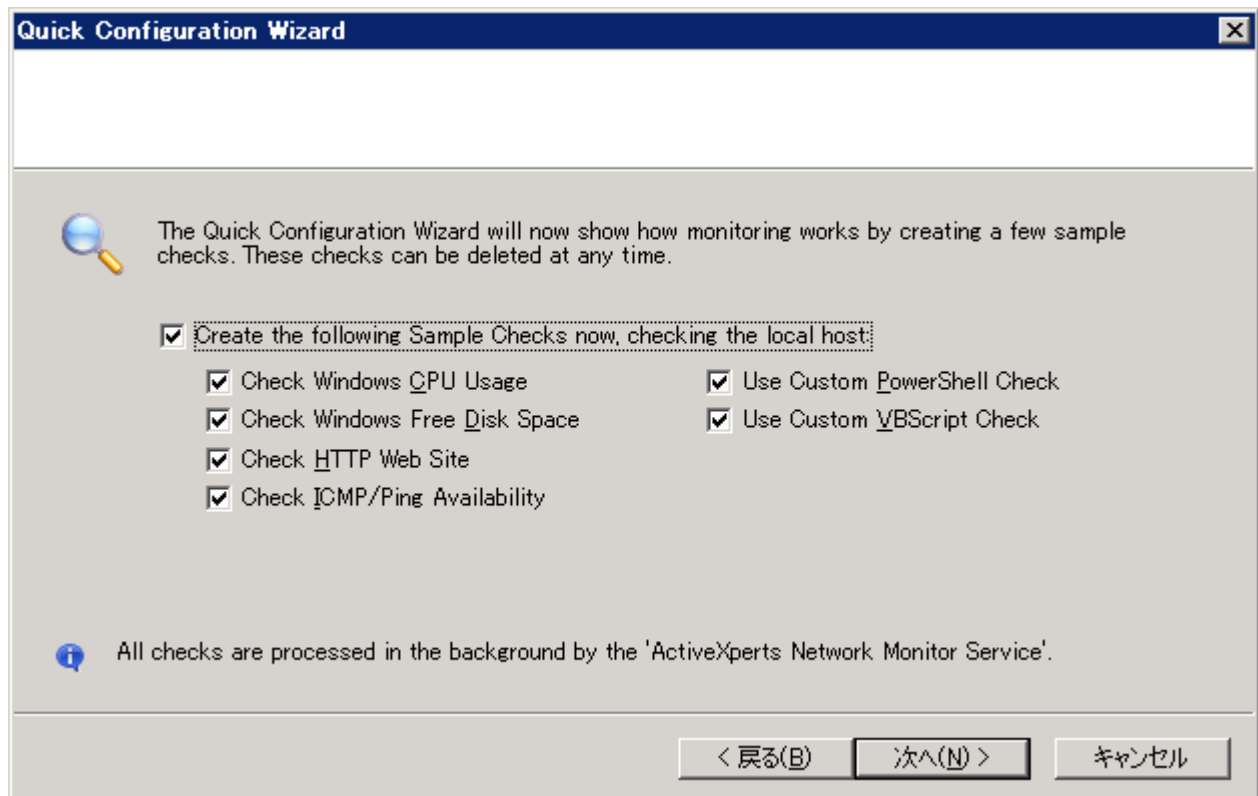 Quick Configuration Wizard
The Quick Configuration Wizard will now show how monitoring works by creating a few sample
checks. These checks can be deleted at any time.
Create the following Sample Checks now, checking the local host:
Check Windows CPU Usage
Use Custom PowerShell Check
Check Windows Free Disk Space
Use Custom VBScript Check
Check HTTP Web Site
Check ICMP/Ping Availability
All checks are processed in the background by the 'ActiveXperts Network Monitor Service'.
< 戻る(B)
次へ(N) >
キャンセル